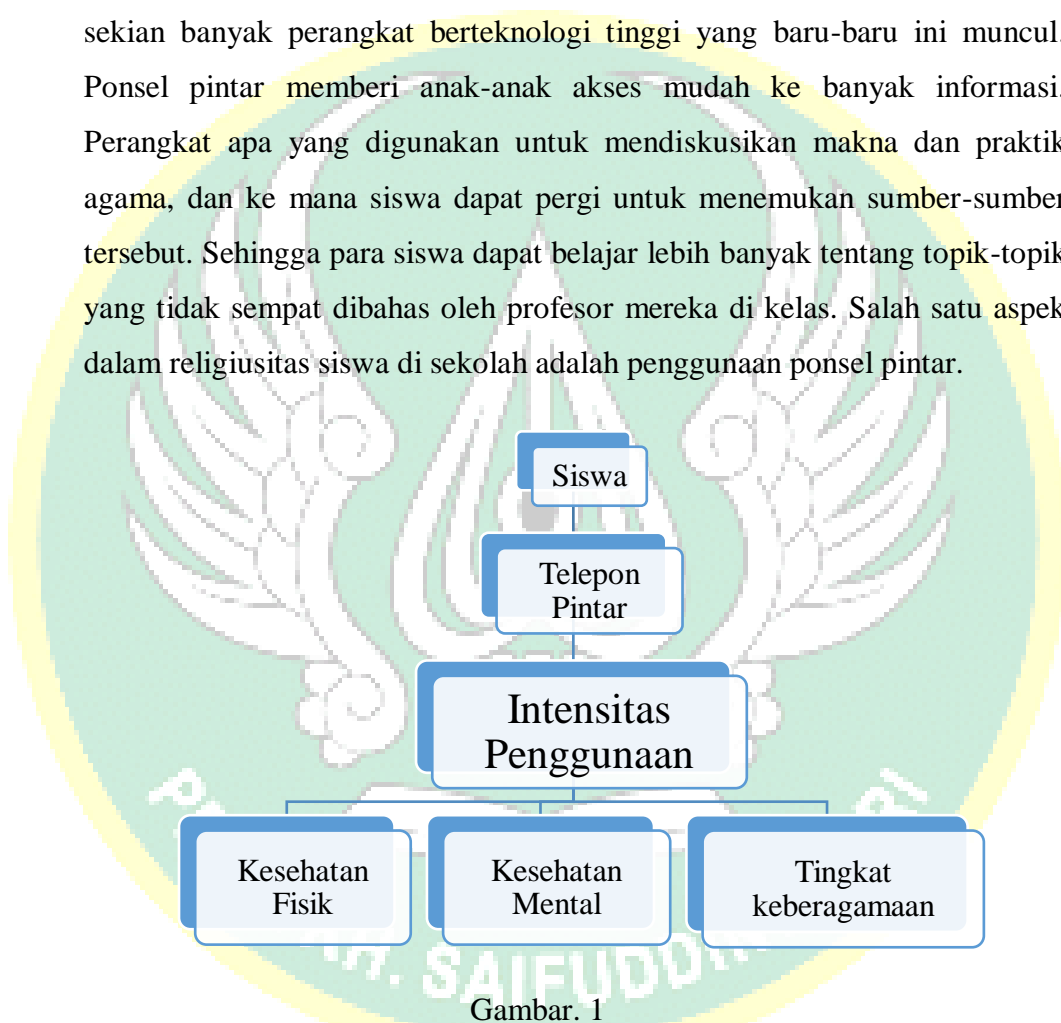 sekian banyak perangkat berteknologi tinggi yang baru-baru ini muncul.
Ponsel pintar memberi anak-anak akses mudah ke banyak informasi.
Perangkat apa yang digunakan untuk mendiskusikan makna dan praktik
agama, dan ke mana siswa dapat pergi untuk menemukan sumber-sumber
tersebut. Sehingga para siswa dapat belajar lebih banyak tentang topik-topik
yang tidak sempat dibahas oleh profesor mereka di kelas. Salah satu aspek
dalam religiusitas siswa di sekolah adalah penggunaan ponsel pintar.
Siswa
Telepon
Pintar
Intensitas
Penggunaan
Kesehatan
Fisik
Kesehatan
Mental
Tingkat
keberagamaan
SAIFUDDIN
Gambar. 1